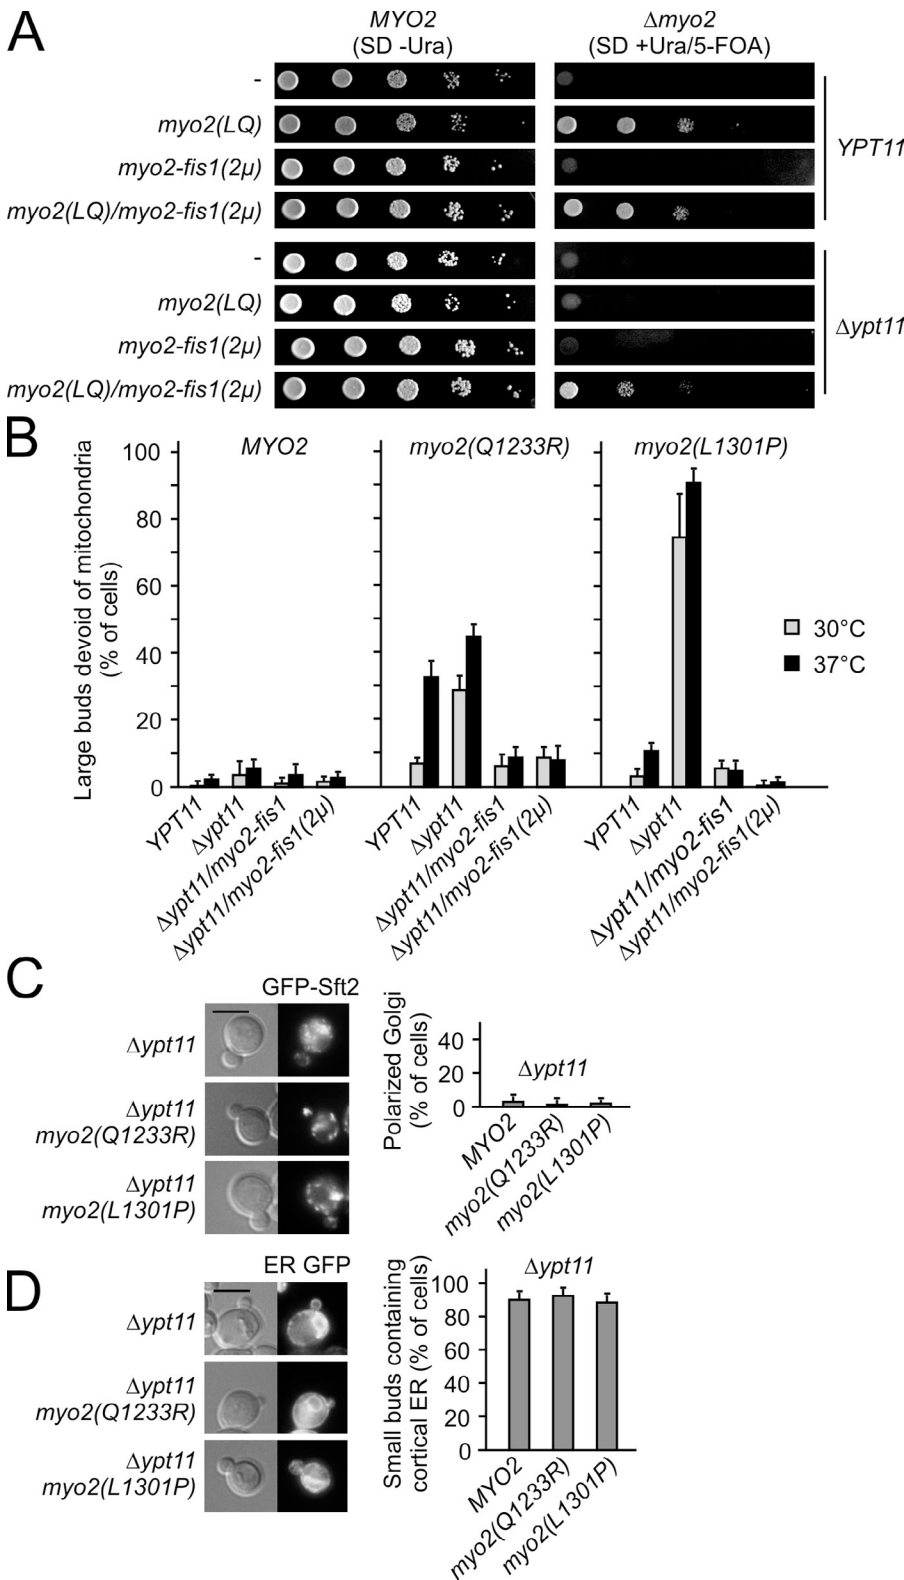 A
MYO2
(SD -Ura)
Δmyo2
(SD +Ura/5-FOA)
-
myo2(LQ)
myo2-fis1(2µ)
myo2(LQ)/myo2-fis1(2µ)
YPT11
-
myo2(LQ)
myo2-fis1(2µ)
myo2(LQ)/myo2-fis1(2µ)
Δypt11
B
Large buds devoid of mitochondria
(% of cells)
100
80
60
40
20
0
MYO2
myo2(Q1233R)
myo2(L1301P)
30°C
37°C
YPT11
Δypt11
Δypt11/myo2-fis1
Δypt11/myo2-fis1(2µ)
YPT11
Δypt11
Δypt11/myo2-fis1
Δypt11/myo2-fis1(2µ)
YPT11
Δypt11
Δypt11/myo2-fis1
Δypt11/myo2-fis1(2µ)
C
GFP-Sft2
Δypt11
Δypt11
myo2(Q1233R)
Δypt11
myo2(L1301P)
Polarized Golgi
(% of cells)
40
20
0
Δypt11
MYO2
myo2(Q1233R)
myo2(L1301P)
D
ER GFP
Δypt11
Δypt11
myo2(Q1233R)
Δypt11
myo2(L1301P)
Small buds containing
cortical ER (% of cells)
100
80
60
40
20
0
Δypt11
MYO2
myo2(Q1233R)
myo2(L1301P)